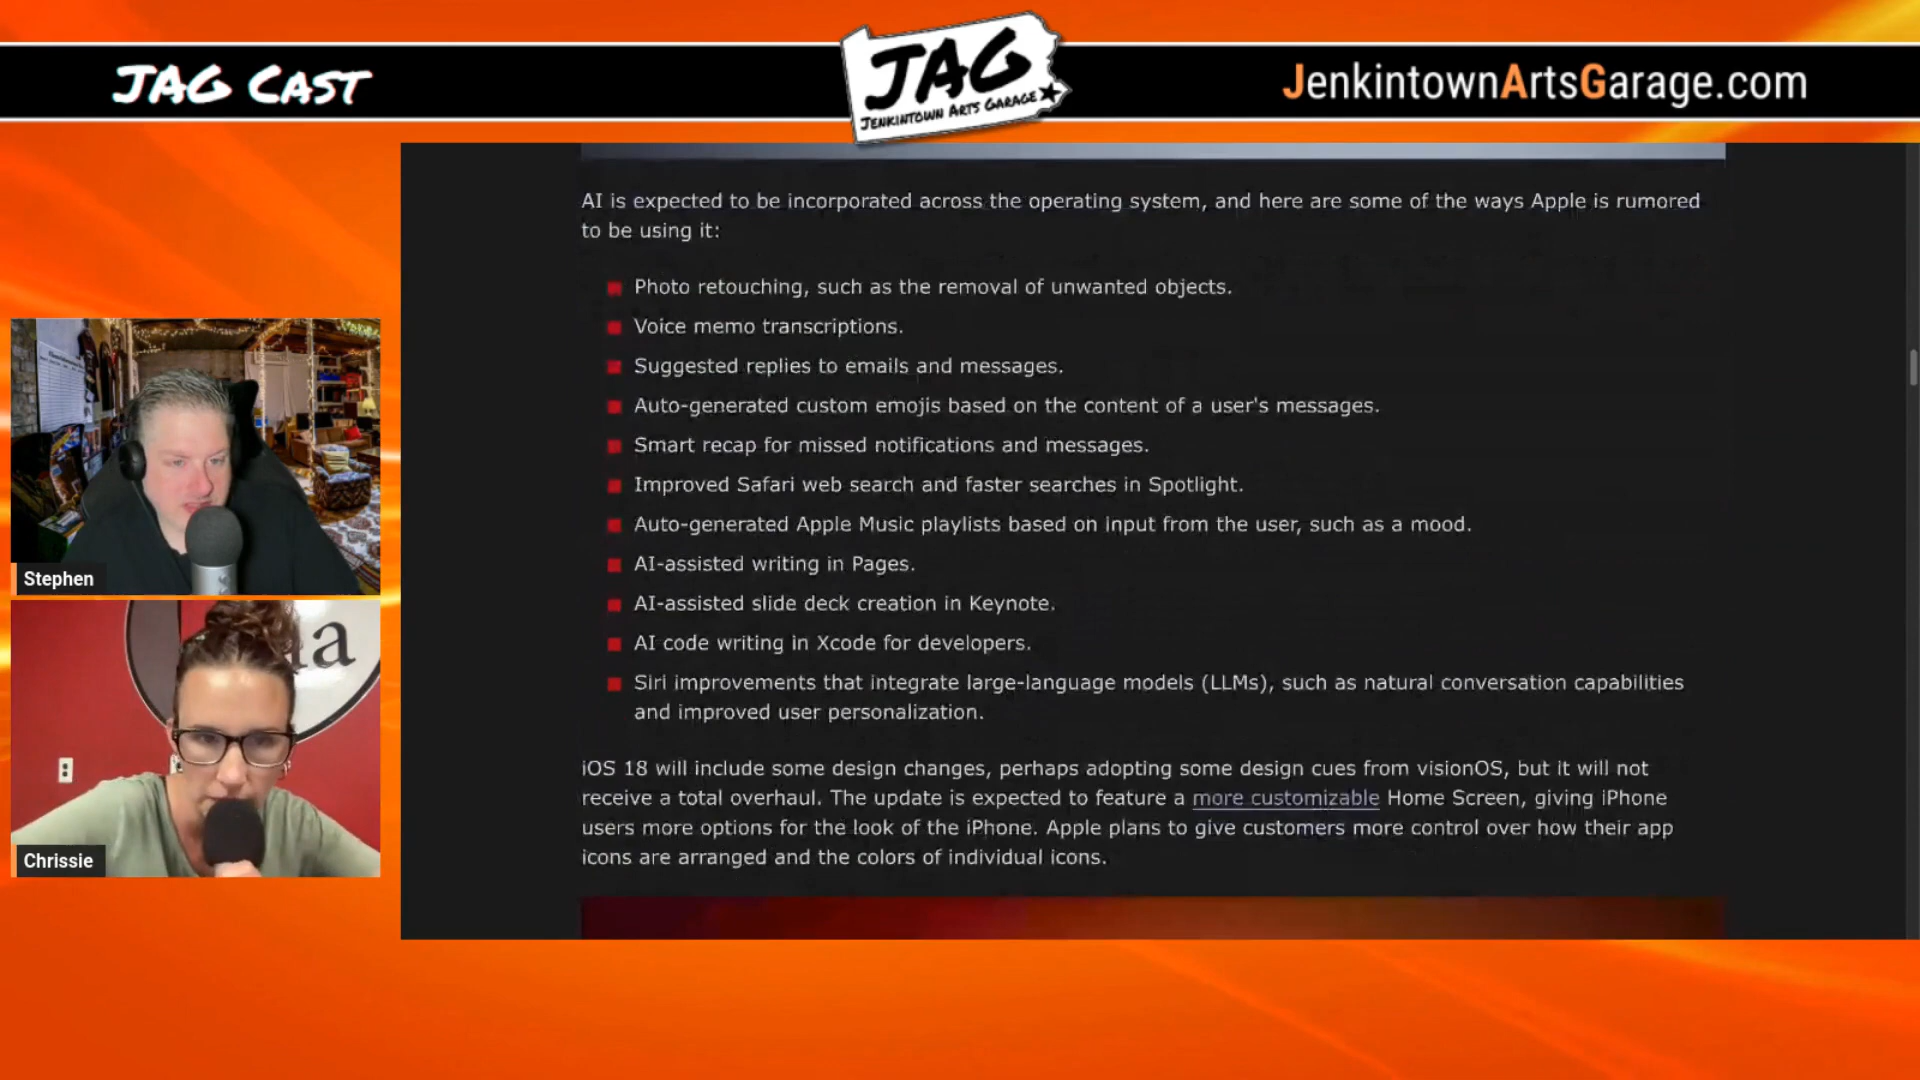 JAG CAST
JAG
JENKINTOWN ARTS GARAGE
JenkintownArtsGarage.com
AI is expected to be incorporated across the operating system, and here are some of the ways Apple is rumored
to be using it:
Photo retouching, such as the removal of unwanted objects.
Voice memo transcriptions.
Suggested replies to emails and messages.
Auto-generated custom emojis based on the content of a user's messages.
Smart recap for missed notifications and messages.
Improved Safari web search and faster searches in Spotlight.
Auto-generated Apple Music playlists based on input from the user, such as a mood.
AI-assisted writing in Pages.
AI-assisted slide deck creation in Keynote.
AI code writing in Xcode for developers.
Siri improvements that integrate large-language models (LLMs), such as natural conversation capabilities
and improved user personalization.
iOS 18 will include some design changes, perhaps adopting some design cues from visionOS, but it will not
receive a total overhaul. The update is expected to feature a more customizable Home Screen, giving iPhone
users more options for the look of the iPhone. Apple plans to give customers more control over how their app
icons are arranged and the colors of individual icons.
Stephen
Chrissie